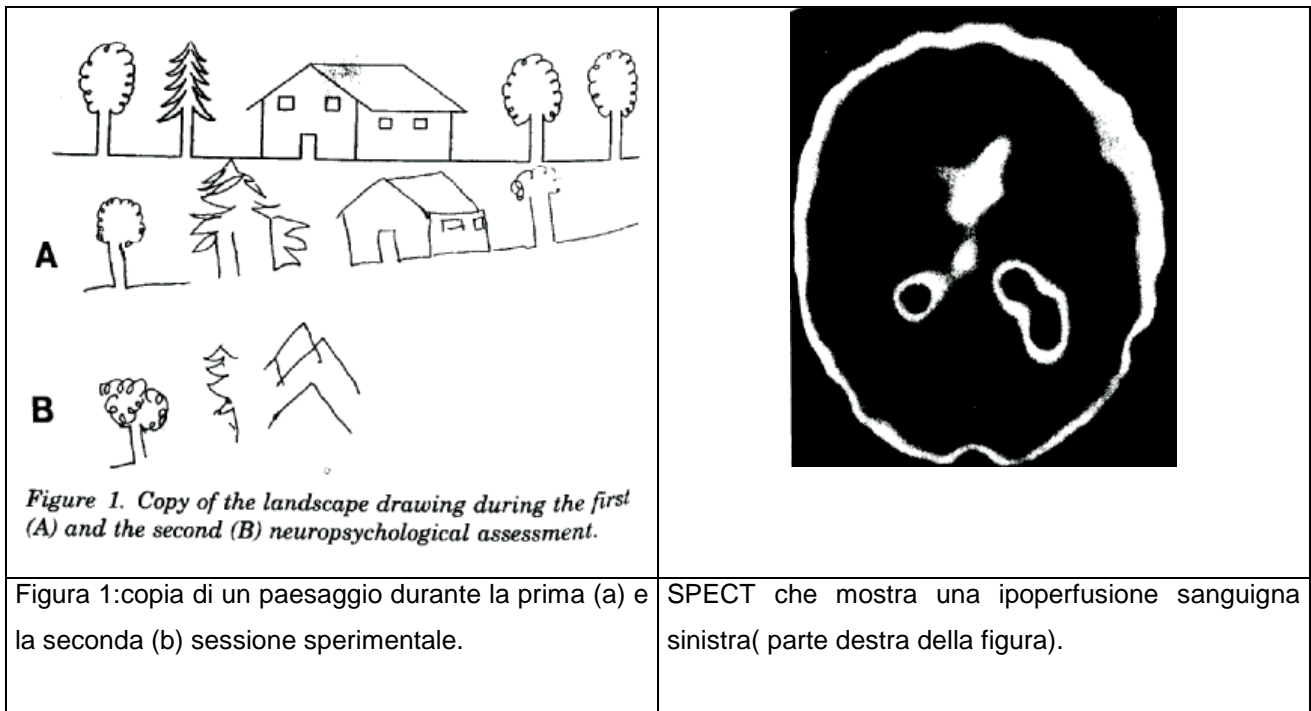 A
B
Figure 1. Copy of the landscape drawing during the first
(A) and the second (B) neuropsychological assessment.
Figura 1:copia di un paesaggio durante la prima (a) e
la seconda (b) sessione sperimentale.
SPECT che mostra una ipoperfusione sanguigna
sinistra( parte destra della figura).